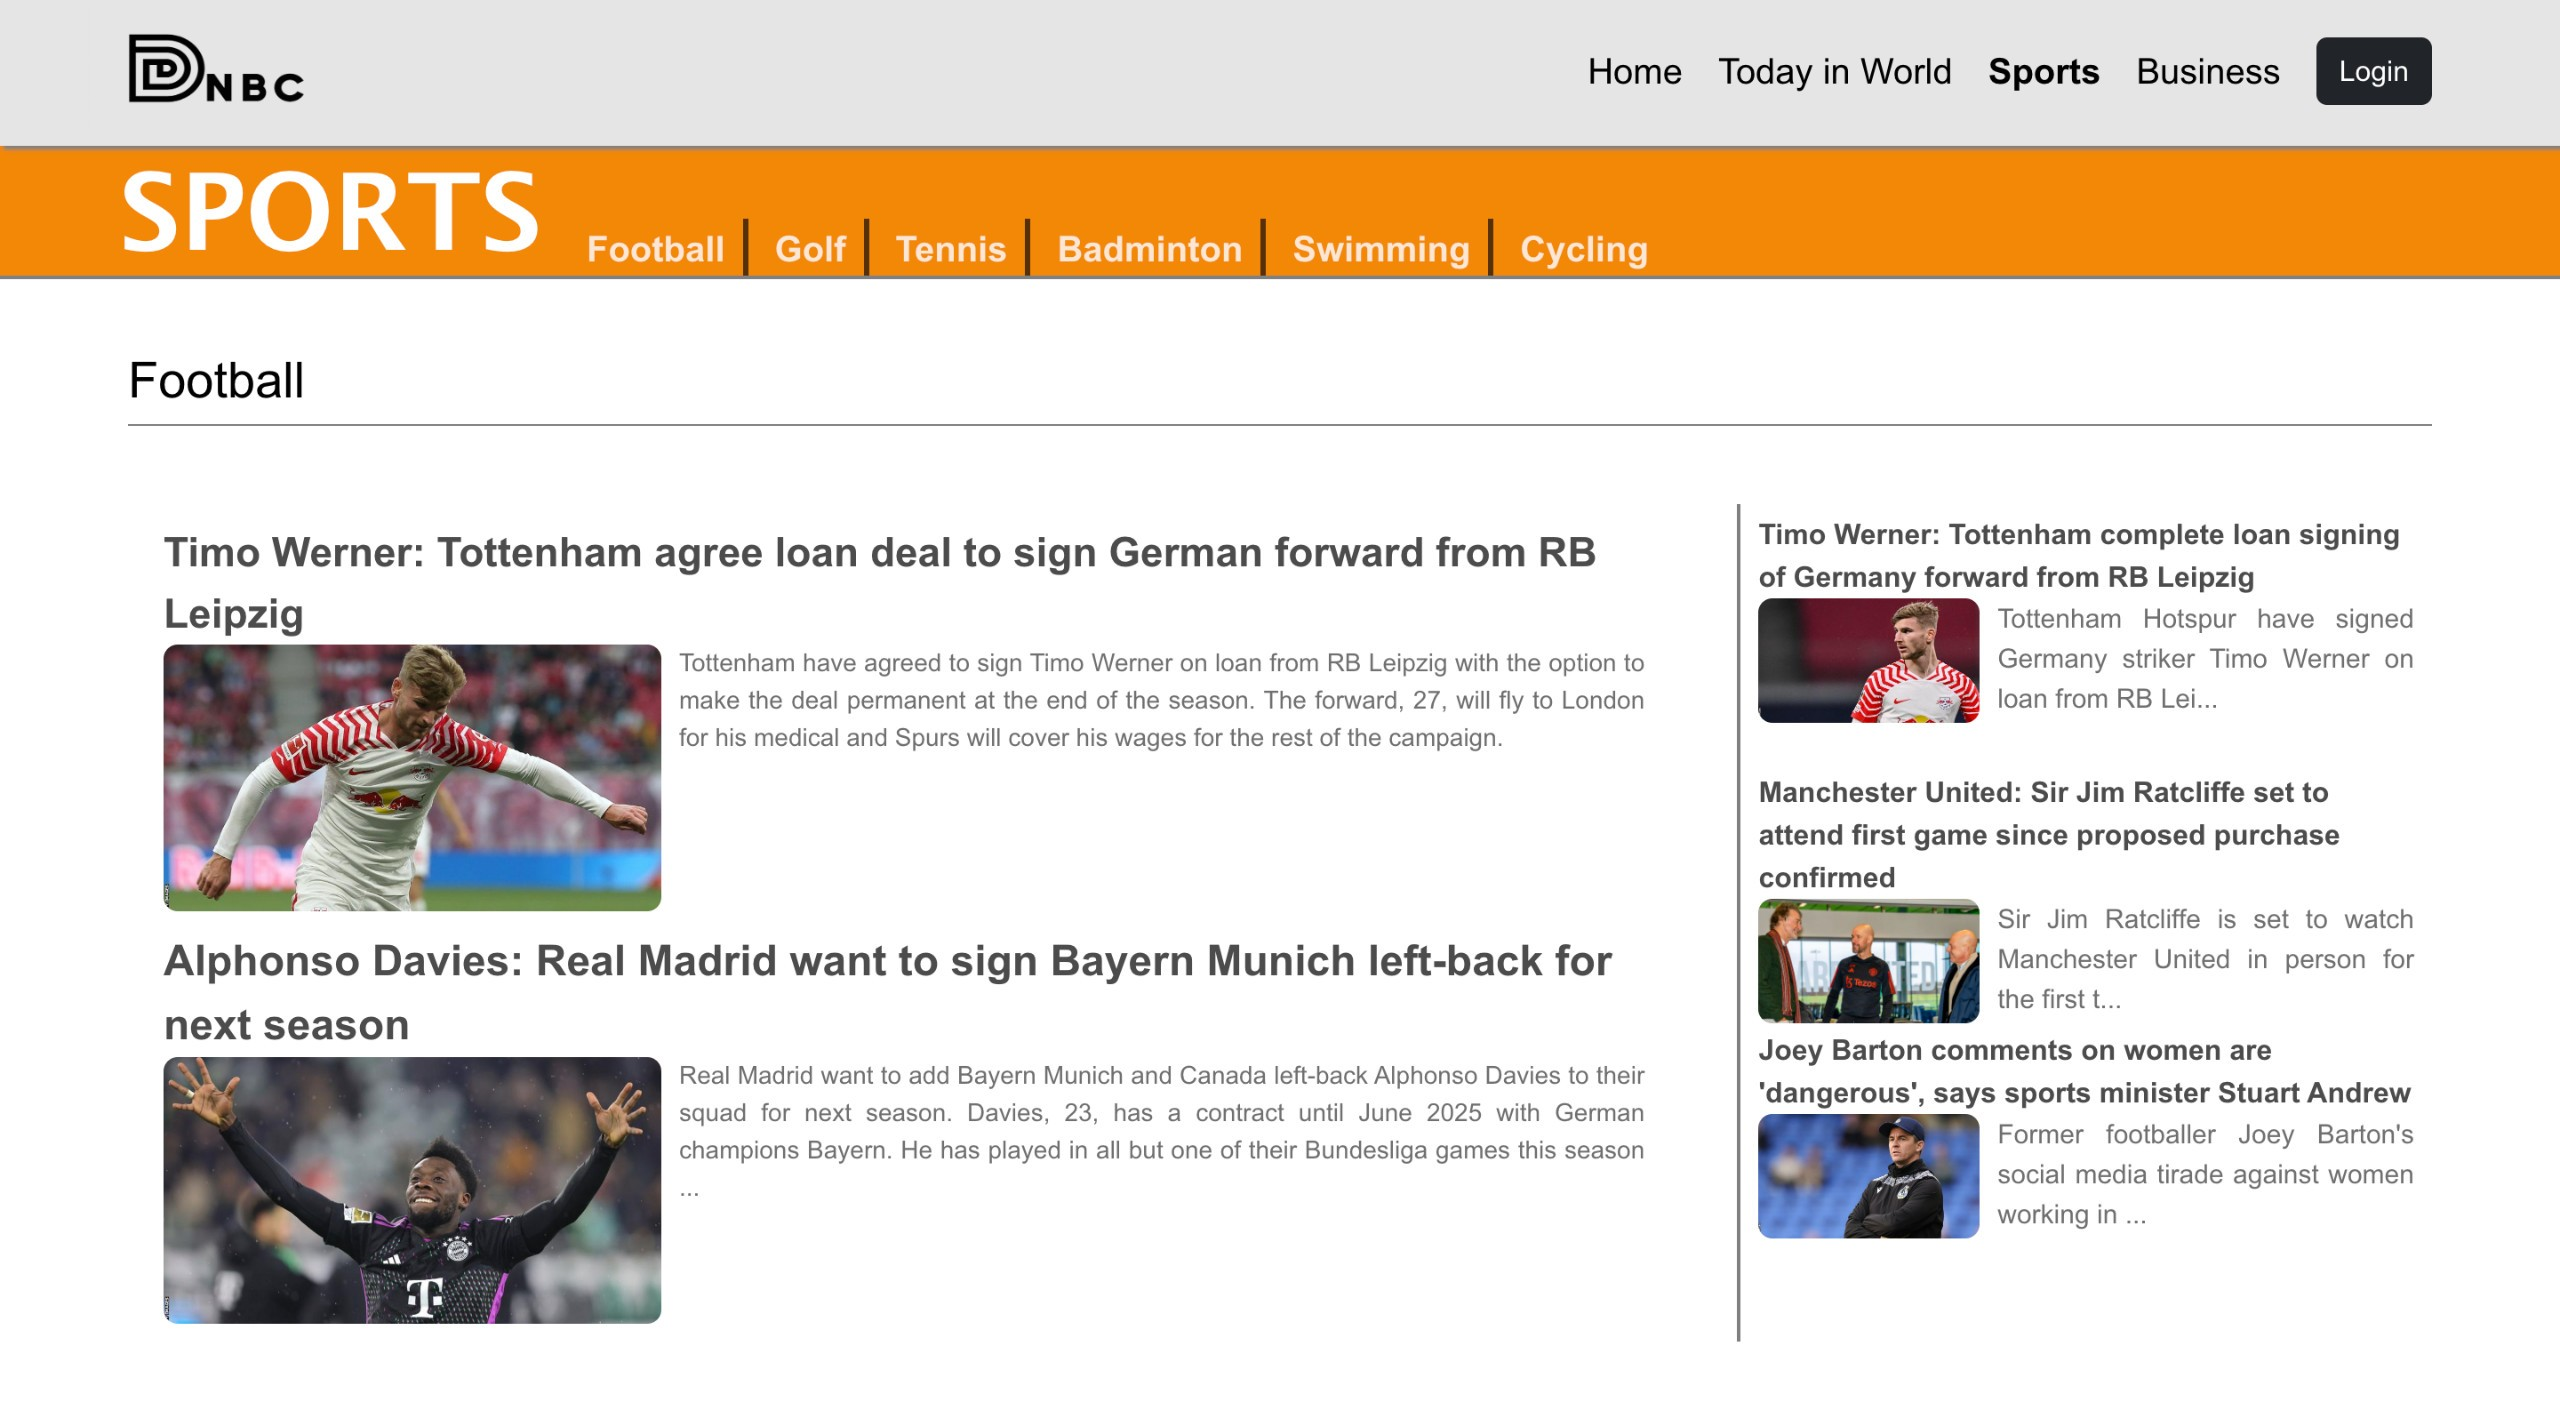 DNBC
Home Today in World Sports Business Login
SPORTS
Football Golf Tennis Badminton Swimming Cycling
Football
Timo Werner: Tottenham agree loan deal to sign German forward from RB
Leipzig
Tottenham have agreed to sign Timo Werner on loan from RB Leipzig with the option to
make the deal permanent at the end of the season. The forward, 27, will fly to London
for his medical and Spurs will cover his wages for the rest of the campaign.
Alphonso Davies: Real Madrid want to sign Bayern Munich left-back for
next season
Real Madrid want to add Bayern Munich and Canada left-back Alphonso Davies to their
squad for next season. Davies, 23, has a contract until June 2025 with German
champions Bayern. He has played in all but one of their Bundesliga games this season
...
T
Timo Werner: Tottenham complete loan signing
of Germany forward from RB Leipzig
Tottenham Hotspur have signed
Germany striker Timo Werner on
loan from RB Lei...
Manchester United: Sir Jim Ratcliffe set to
attend first game since proposed purchase
confirmed
Sir Jim Ratcliffe is set to watch
Manchester United in person for
the first t...
Tezos
Joey Barton comments on women are
'dangerous', says sports minister Stuart Andrew
Former footballer Joey Barton's
social media tirade against women
working in ...